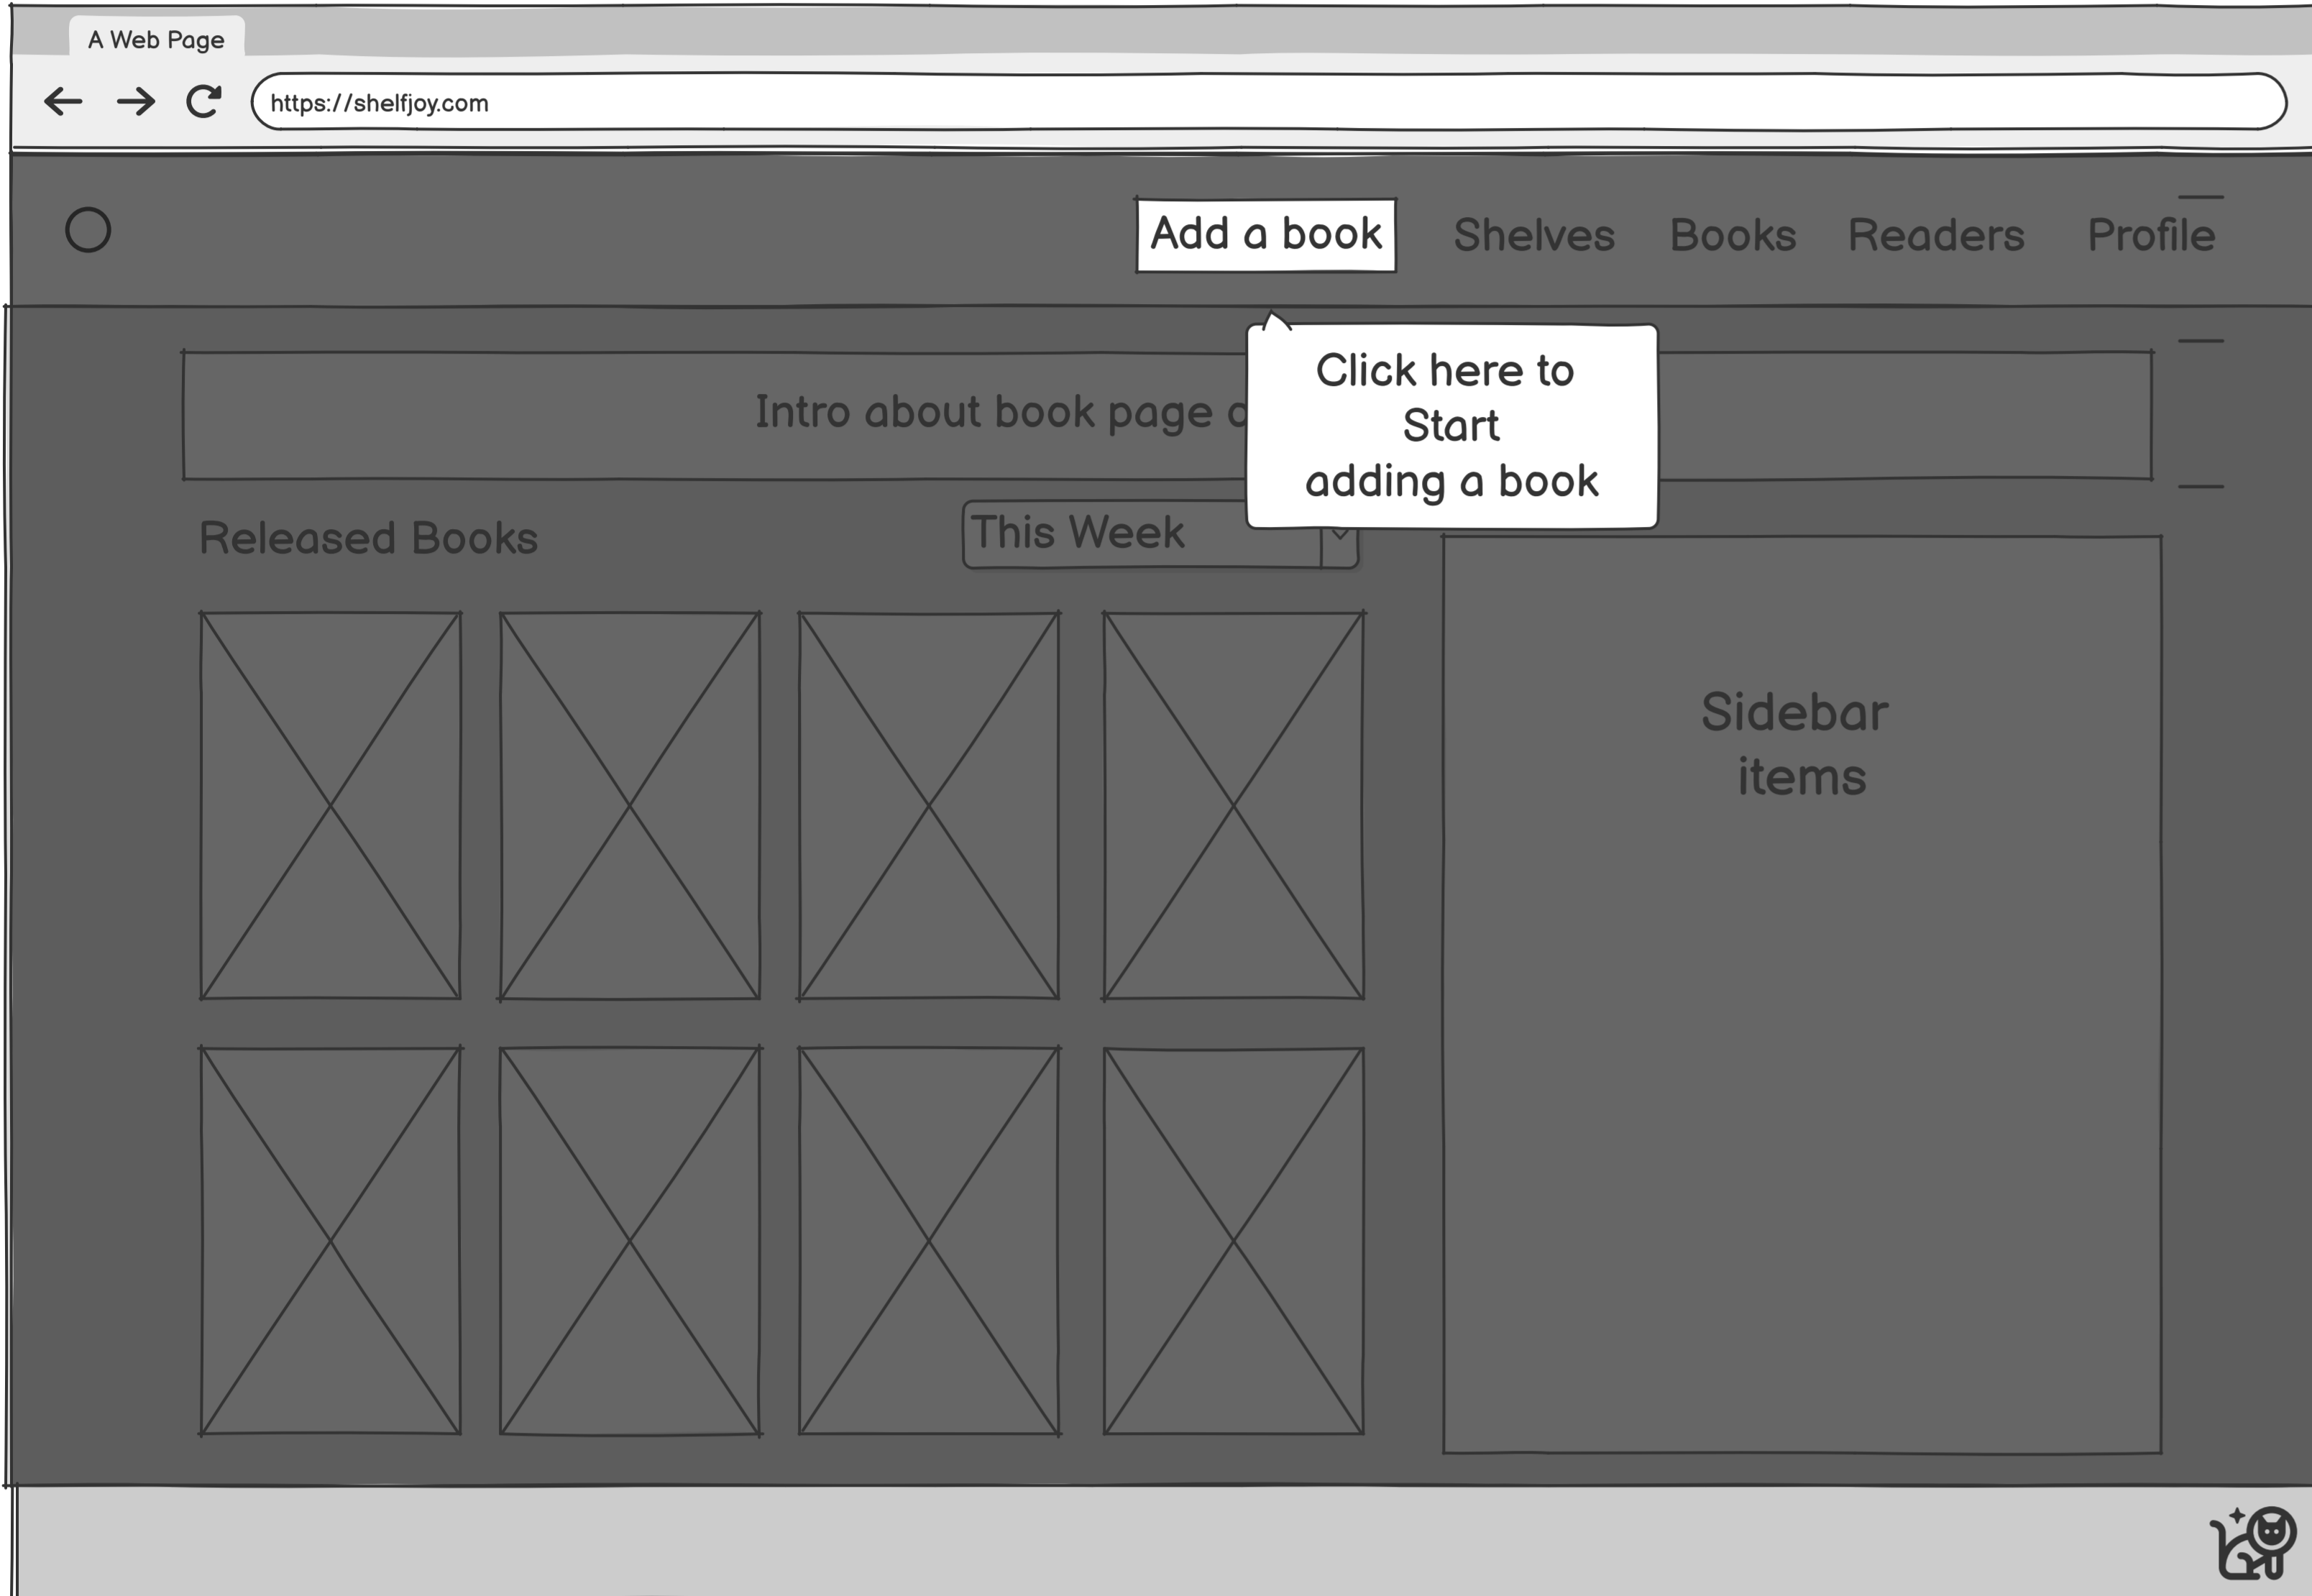 A Web Page
https://shelfjoy.com
Add a book
Shelves
Books
Readers
Profile
Click here to
Start
adding a book
Intro about book page
Released Books
This Week
Sidebar
items